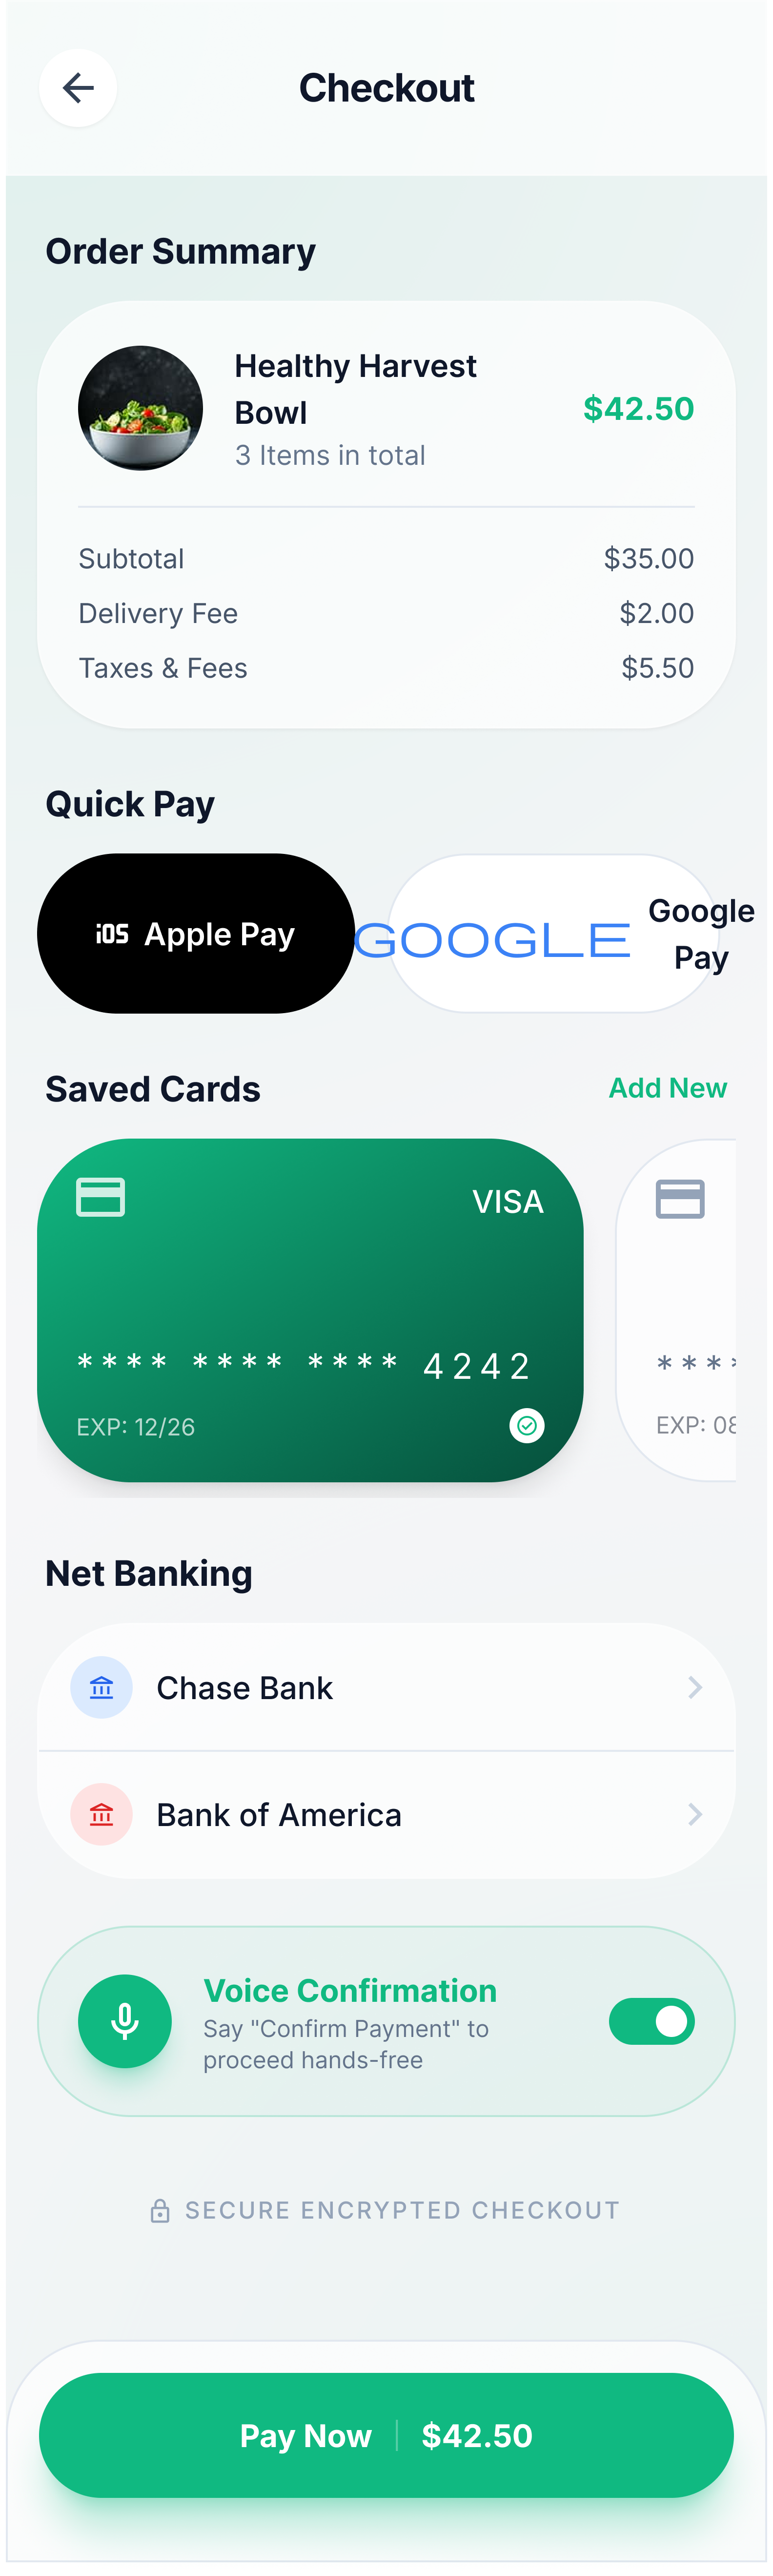 Checkout
Order Summary
Healthy Harvest
Bowl
$42.50
3 Items in total
Subtotal $35.00
Delivery Fee $2.00
Taxes & Fees $5.50
Quick Pay
iOS Apple Pay
GOOGLE
Google
Pay
Saved Cards Add New
VISA
**** **** **** 4242
EXP: 12/26
****
EXP: 08
Net Banking
Chase Bank
Bank of America
Voice Confirmation
Say "Confirm Payment" to
proceed hands-free
SECURE ENCRYPTED CHECKOUT
Pay Now $42.50